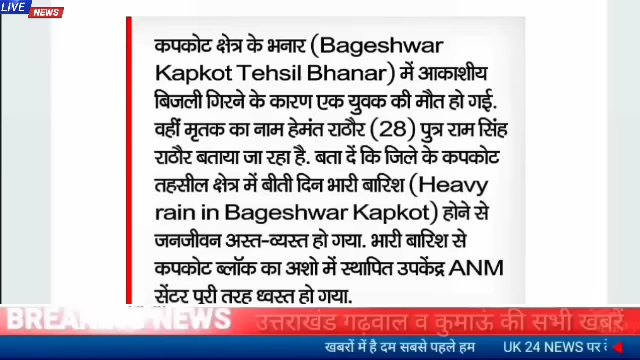 LIVE
NEWS
कपकोट क्षेत्र के भनार (Bageshwar
Kapkot Tehsil Bhanar) में आकाशीय
बिजली गिरने के कारण एक युवक की मौत हो गई.
वहीं मृतक का नाम हेमंत राठौर (28) पुत्र राम सिंह
राठौर बताया जा रहा है. बता दें कि जिले के कपकोट
तहसील क्षेत्र में बीती दिन भारी बारिश (Heavy
rain in Bageshwar Kapkot) होने से
जनजीवन अस्त-व्यस्त हो गया. भारी बारिश से
कपकोट ब्लॉक का अशो में स्थापित उपकेंद्र ANM
सेंटर पूरी तरह ध्वस्त हो गया.
BREAKING NEWS
उत्तराखंड गढ़वाल व कुमाऊं की सभी खबरें
खबरों में है दम सबसे पहले हम UK 24 NEWS पर